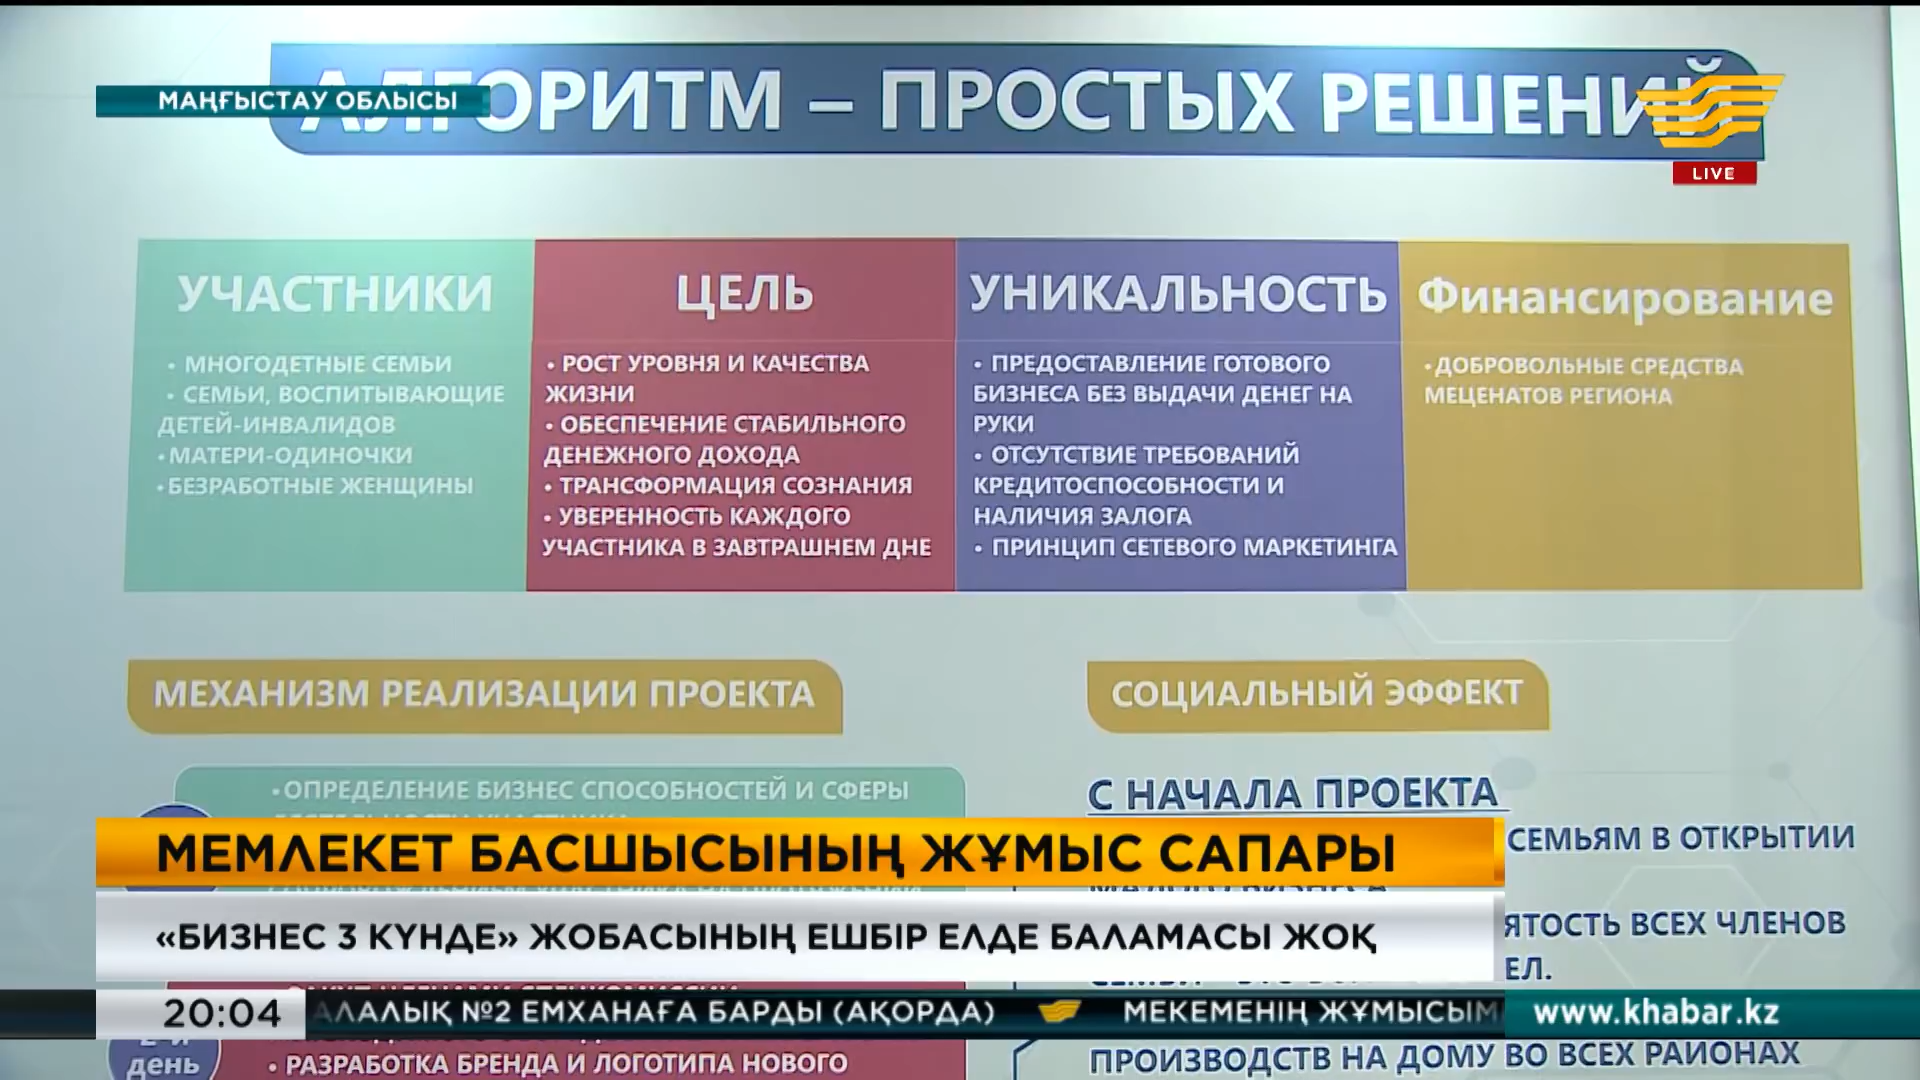 АЛГОРИТМ – ПРОСТЫХ РЕШЕНИЙ
МАҢҒЫСТАУ ОБЛЫСЫ
LIVE
УЧАСТНИКИ
• МНОГОДЕТНЫЕ СЕМЬИ
• СЕМЬИ, ВОСПИТЫВАЮЩИЕ
ДЕТЕЙ-ИНВАЛИДОВ
• МАТЕРИ-ОДИНОЧКИ
• БЕЗРАБОТНЫЕ ЖЕНЩИНЫ
ЦЕЛЬ
• РОСТ УРОВНЯ И КАЧЕСТВА
ЖИЗНИ
• ОБЕСПЕЧЕНИЕ СТАБИЛЬНОГО
ДЕНЕЖНОГО ДОХОДА
• ТРАНСФОРМАЦИЯ СОЗНАНИЯ
• УВЕРЕННОСТЬ КАЖДОГО
УЧАСТНИКА В ЗАВТРАШНЕМ ДНЕ
УНИКАЛЬНОСТЬ
• ПРЕДОСТАВЛЕНИЕ ГОТОВОГО
БИЗНЕСА БЕЗ ВЫДАЧИ ДЕНЕГ НА
РУКИ
• ОТСУТСТВИЕ ТРЕБОВАНИЙ
КРЕДИТОСПОСОБНОСТИ И
НАЛИЧИЯ ЗАЛОГА
• ПРИНЦИП СЕТЕВОГО МАРКЕТИНГА
Финансирование
• ДОБРОВОЛЬНЫЕ СРЕДСТВА
МЕЦЕНАТОВ РЕГИОНА
МЕХАНИЗМ РЕАЛИЗАЦИИ ПРОЕКТА
• ОПРЕДЕЛЕНИЕ БИЗНЕС СПОСОБНОСТЕЙ И СФЕРЫ
СОЦИАЛЬНЫЙ ЭФФЕКТ
С НАЧАЛА ПРОЕКТА
СЕМЬЯМ В ОТКРЫТИИ
ВСЕХ ЧЛЕНОВ
МЕМЛЕКЕТ БАСШЫСЫНЫҢ ЖҰМЫС САПАРЫ
«БИЗНЕС 3 КҮНДЕ» ЖОБАСЫНЫҢ ЕШБІР ЕЛДЕ БАЛАМАСЫ ЖОҚ
20:04
АЛАЛЫҚ №2 ЕМХАНАҒА БАРДЫ (АҚОРДА) МЕКЕМЕНІҢ ЖҰМЫСЫМ
www.khabar.kz
день
• РАЗРАБОТКА БРЕНДА И ЛОГОТИПА НОВОГО
ПРОИЗВОДСТВ НА ДОМУ ВО ВСЕХ РАЙОНАХ